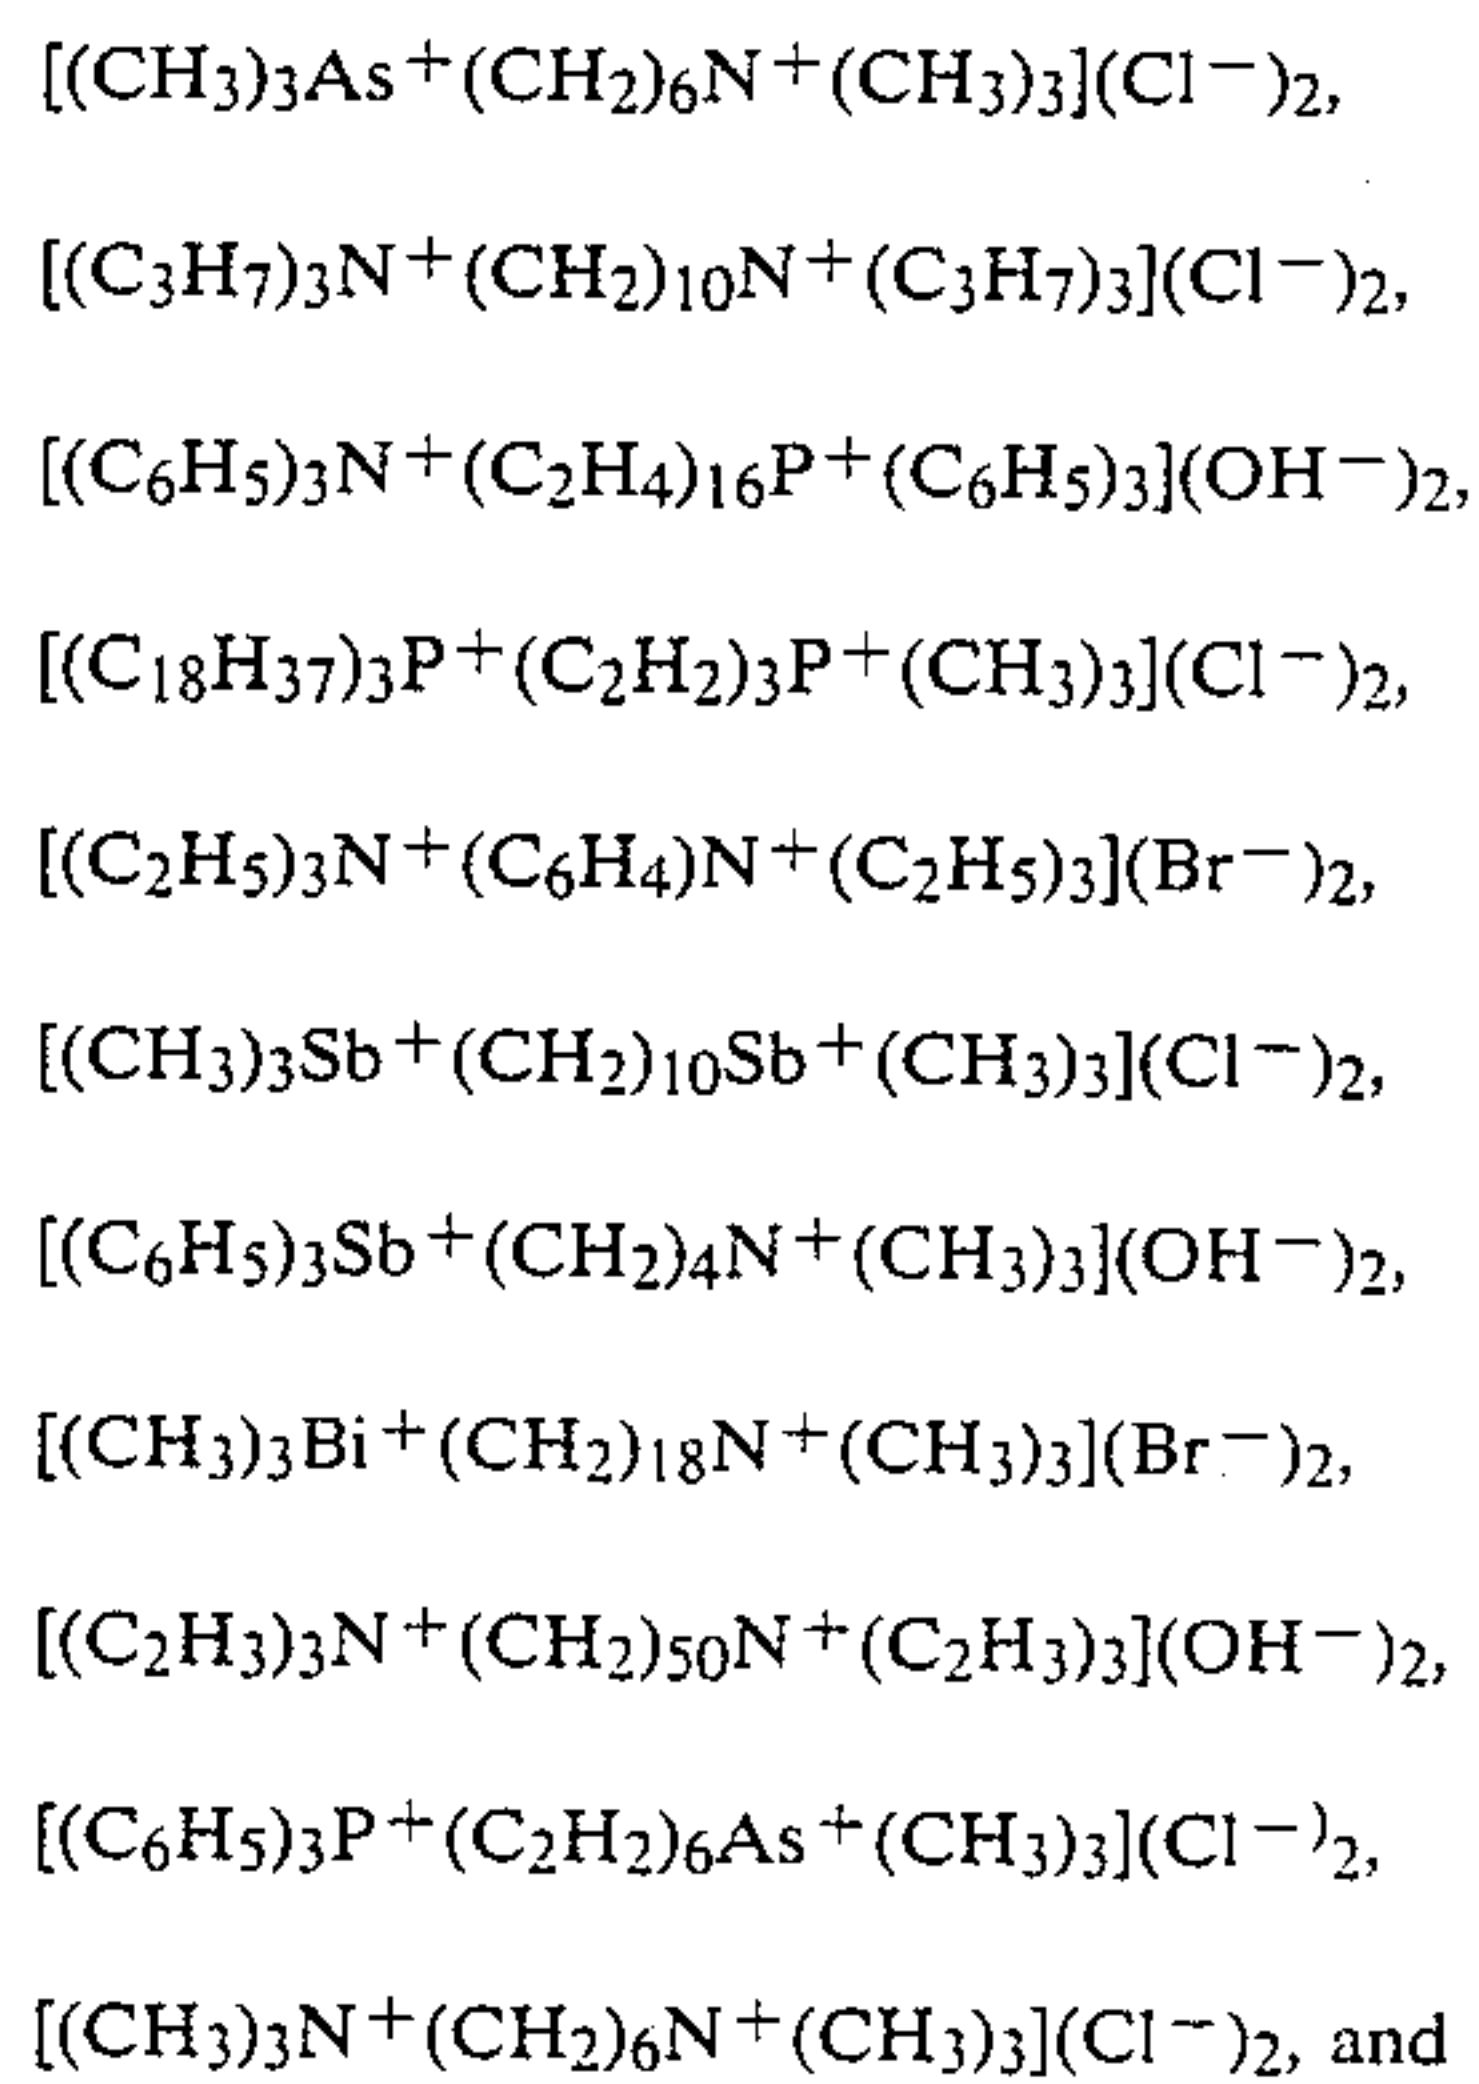 [(CH₃)₃As⁺(CH₂)₆N⁺(CH₃)₃](Cl⁻)₂,
[(C₃H₇)₃N⁺(CH₂)₁₀N⁺(C₃H₇)₃](Cl⁻)₂,
[(C₆H₅)₃N⁺(C₂H₄)₁₆P⁺(C₆H₅)₃](OH⁻)₂,
[(C₁₈H₃₇)₃P⁺(C₂H₂)₃P⁺(CH₃)₃](Cl⁻)₂,
[(C₂H₅)₃N⁺(C₆H₄)N⁺(C₂H₅)₃](Br⁻)₂,
[(CH₃)₃Sb⁺(CH₂)₁₀Sb⁺(CH₃)₃](Cl⁻)₂,
[(C₆H₅)₃Sb⁺(CH₂)₄N⁺(CH₃)₃](OH⁻)₂,
[(CH₃)₃Bi⁺(CH₂)₁₈N⁺(CH₃)₃](Br⁻)₂,
[(C₂H₃)₃N⁺(CH₂)₅₀N⁺(C₂H₃)₃](OH⁻)₂,
[(C₆H₅)₃P⁺(C₂H₂)₆As⁺(CH₃)₃](Cl⁻)₂,
[(CH₃)₃N⁺(CH₂)₆N⁺(CH₃)₃](Cl⁻)₂, and